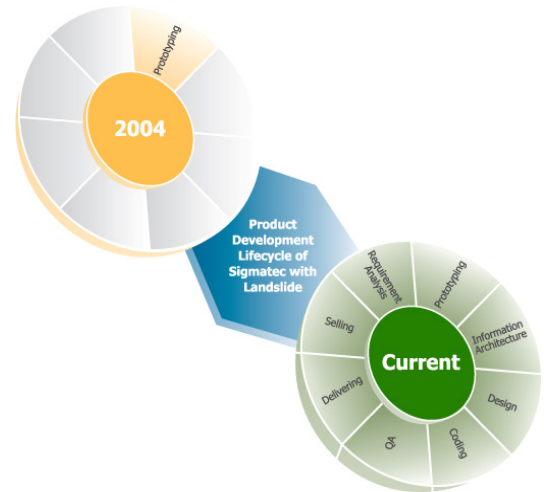 Prototyping
2004
Product
Development
Lifecycle of
Sigmatec with
Landslide
Requirement
Analysis
Prototyping
Information
Architecture
Design
Coding
QA
Delivering
Selling
Current